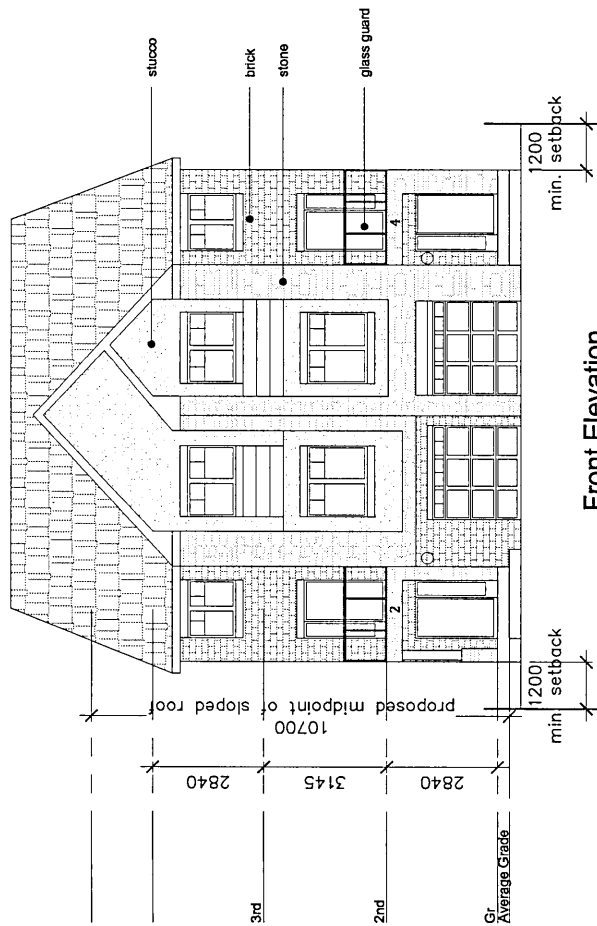 stucco
brick
stone
glass guard
4
2
10700
proposed midpoint of sloped roof
2840
3145
2840
3rd
2nd
Gr
Average Grade
1200
min. setback
1200
min. setback
Front Elevation